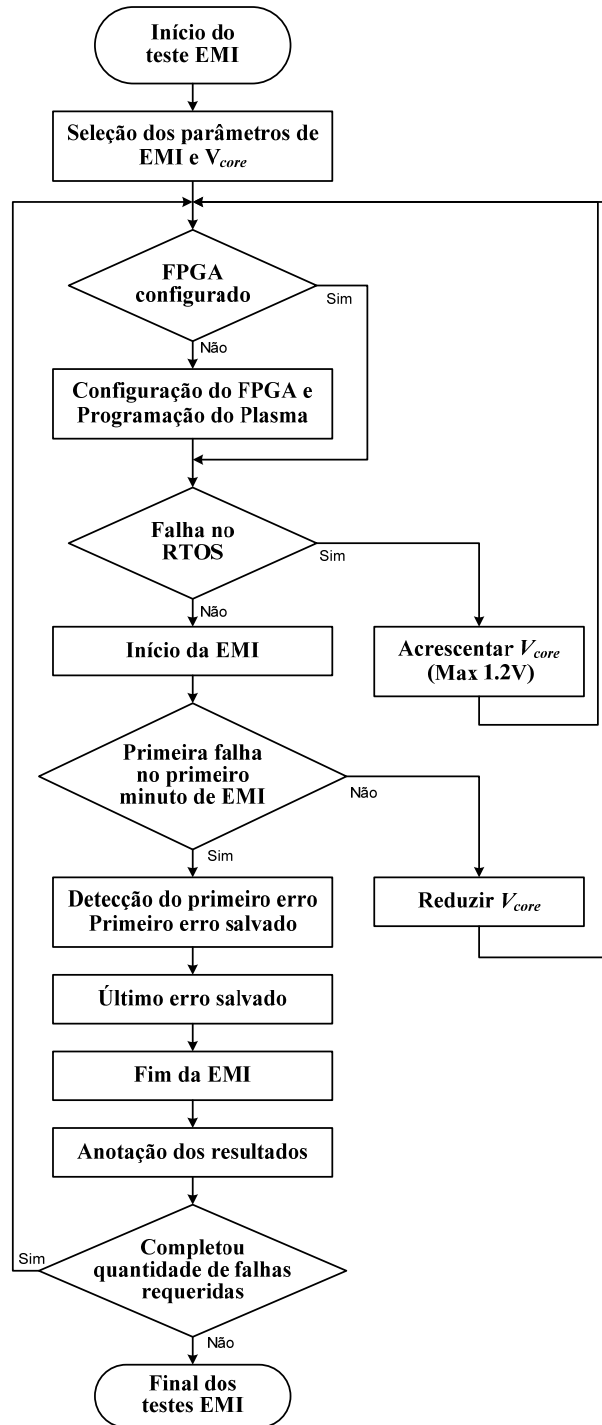 Início do
teste EMI
Seleção dos parâmetros de
EMI e Vcore
FPGA
configurado
Sim
Não
Configuração do FPGA e
Programação do Plasma
Falha no
RTOS
Sim
Não
Início da EMI
Acrescentar Vcore
(Max 1.2V)
Primeira falha
no primeiro
minuto de EMI
Não
Sim
Detecção do primeiro erro
Primeiro erro salvado
Reduzir Vcore
Último erro salvado
Fim da EMI
Anotação dos resultados
Completou
quantidade de falhas
requeridas
Sim
Não
Final dos
testes EMI